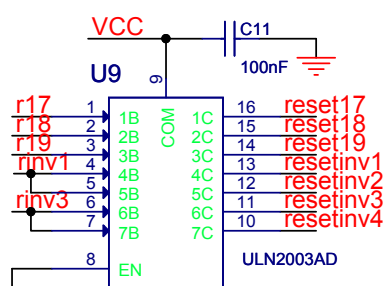 VCC
C11
100nF
U9
9
COM
r17 1 1B 1C 16 reset17
r18 2 2B 2C 15 reset18
r19 3 3B 3C 14 reset19
rinv1 4 4B 4C 13 resetinv1
5 5B 5C 12 resetinv2
rinv3 6 6B 6C 11 resetinv3
7 7B 7C 10 resetinv4
8 EN
ULN2003AD